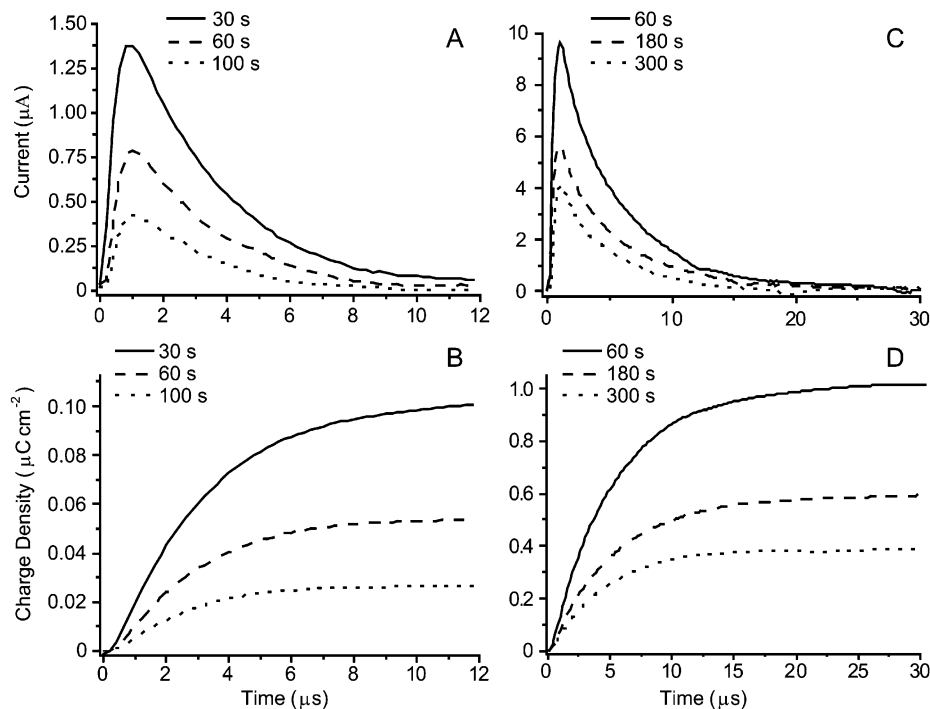 A
30 s
60 s
100 s
Current (μA)
1.50
1.25
1.00
0.75
0.50
0.25
0
0 2 4 6 8 10 12
C
60 s
180 s
300 s
10
8
6
4
2
0
0 10 20 30
B
30 s
60 s
100 s
Charge Density ( μC cm-2)
0.10
0.08
0.06
0.04
0.02
0
0 2 4 6 8 10 12
Time (μs)
D
60 s
180 s
300 s
1.0
0.8
0.6
0.4
0.2
0
0 5 10 15 20 25 30
Time (μs)